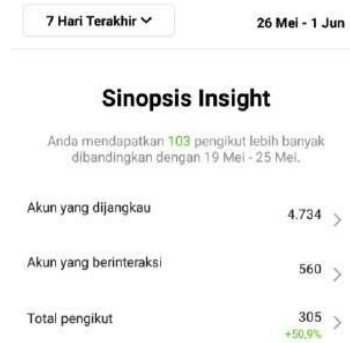 7 Hari Terakhir
26 Mei - 1 Jun
Sinopsis Insight
Anda mendapatkan 103 pengikut lebih banyak
dibandingkan dengan 19 Mei - 25 Mei.
Akun yang dijangkau
4.734
Akun yang berinteraksi
560
Total pengikut
305
+50,9%